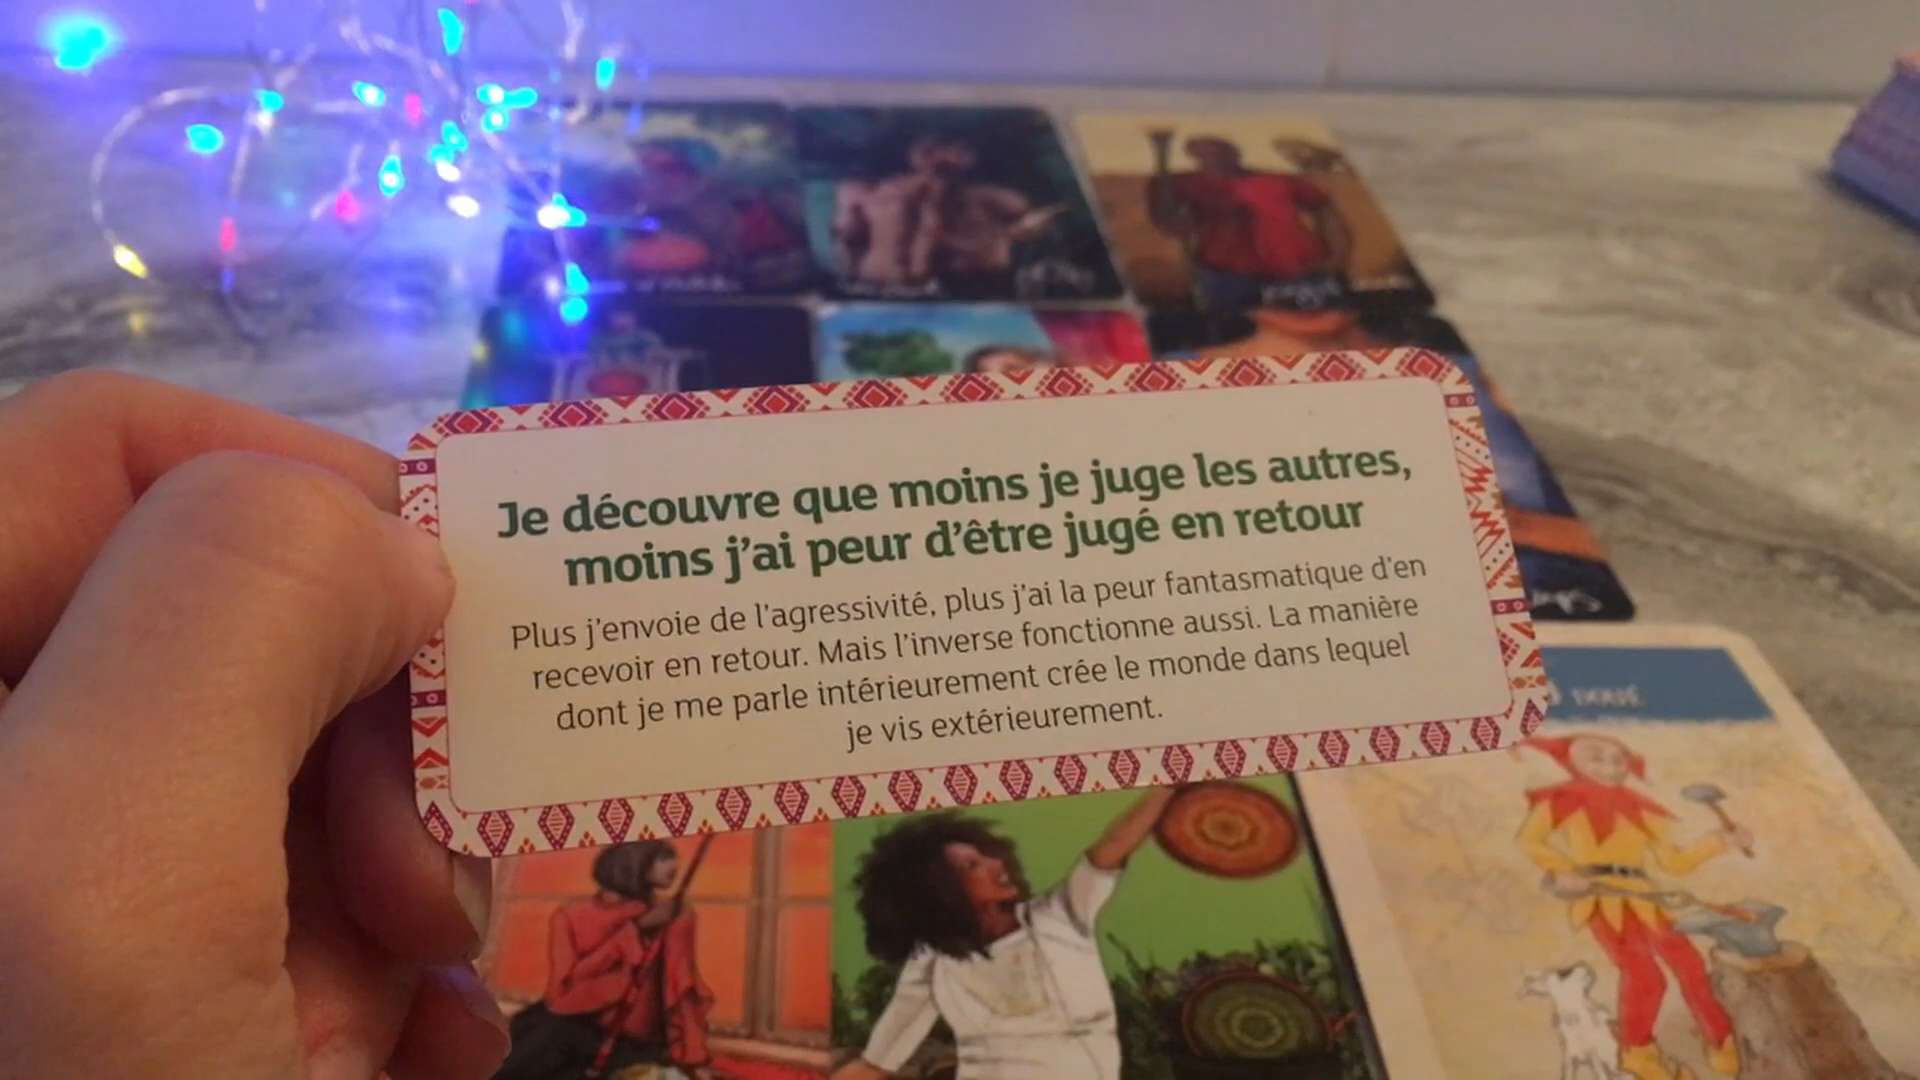 Je découvre que moins je juge les autres,
moins j'ai peur d'être jugé en retour
Plus j'envoie de l'agressivité, plus j'ai la peur fantasmatique d'en
recevoir en retour. Mais l'inverse fonctionne aussi. La manière
dont je me parle intérieurement crée le monde dans lequel
je vis extérieurement.